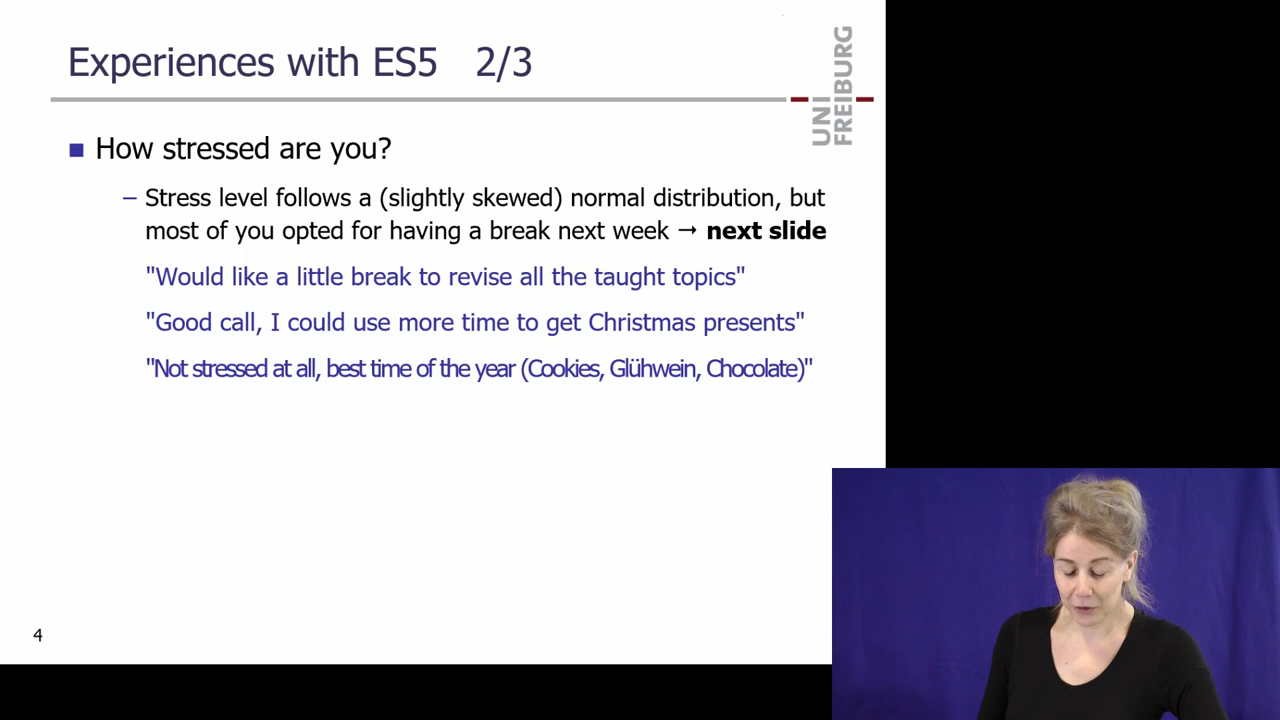 Experiences with ES5 2/3
UNI
FREIBURG
■ How stressed are you?
– Stress level follows a (slightly skewed) normal distribution, but
most of you opted for having a break next week → next slide
"Would like a little break to revise all the taught topics"
"Good call, I could use more time to get Christmas presents"
"Not stressed at all, best time of the year (Cookies, Glühwein, Chocolate)"
4